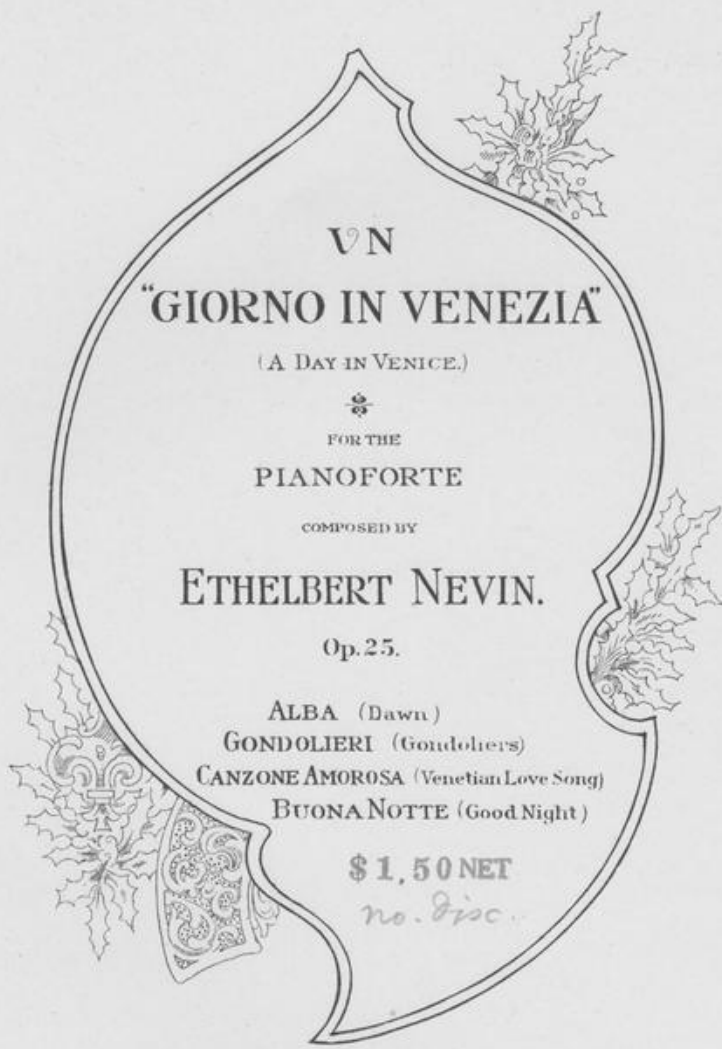 VN
"GIORNO IN VENEZIA"
(A DAY IN VENICE.)
FOR THE
PIANOFORTE
COMPOSED BY
ETHELBERT NEVIN.
Op. 25.
ALBA (Dawn)
GONDOLIERI (Gondoliers)
CANZONE AMOROSA (Venetian Love Song)
BUONA NOTTE (Good Night)
$1.50 NET
no. Disc.